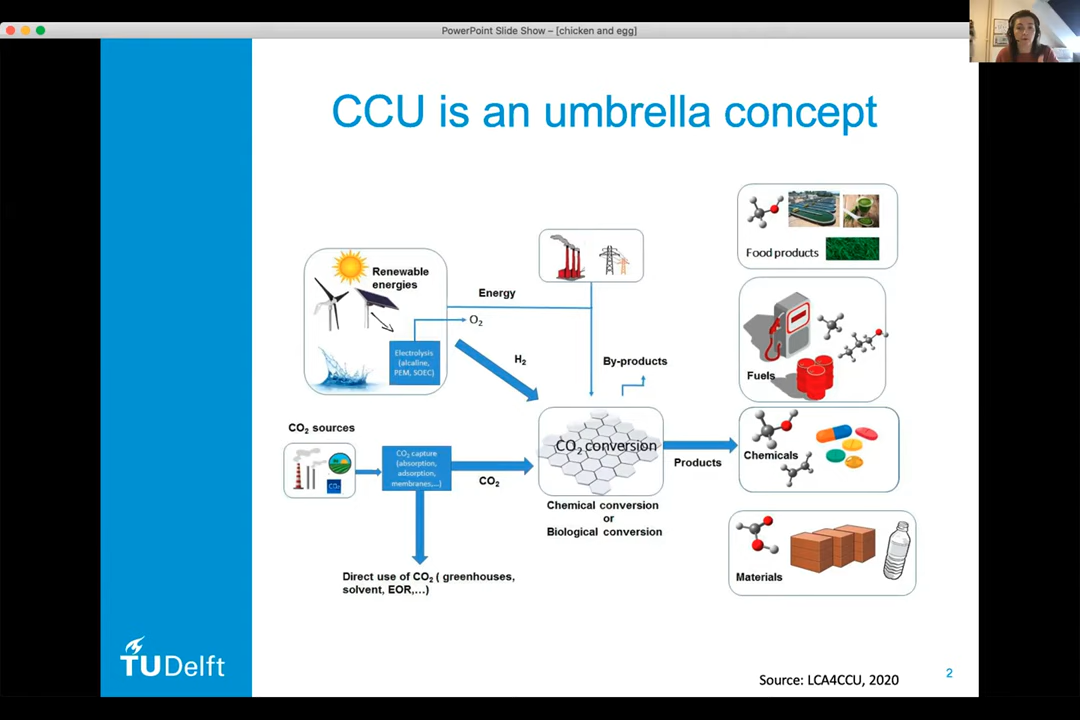 PowerPoint Slide Show – [chicken and egg]
CCU is an umbrella concept
Renewable
energies
Energy
O₂
Electrolysis
(alcaline,
PEM, SOEC)
H₂
By-products
Food products
Fuels
CO₂ sources
CO₂
CO₂ capture
(absorption,
adsorption,
membranes,...)
CO₂
CO₂ conversion
Products
Chemicals
Chemical conversion
or
Biological conversion
Direct use of CO₂ ( greenhouses,
solvent, EOR,...)
Materials
TUDelft
Source: LCA4CCU, 2020
2